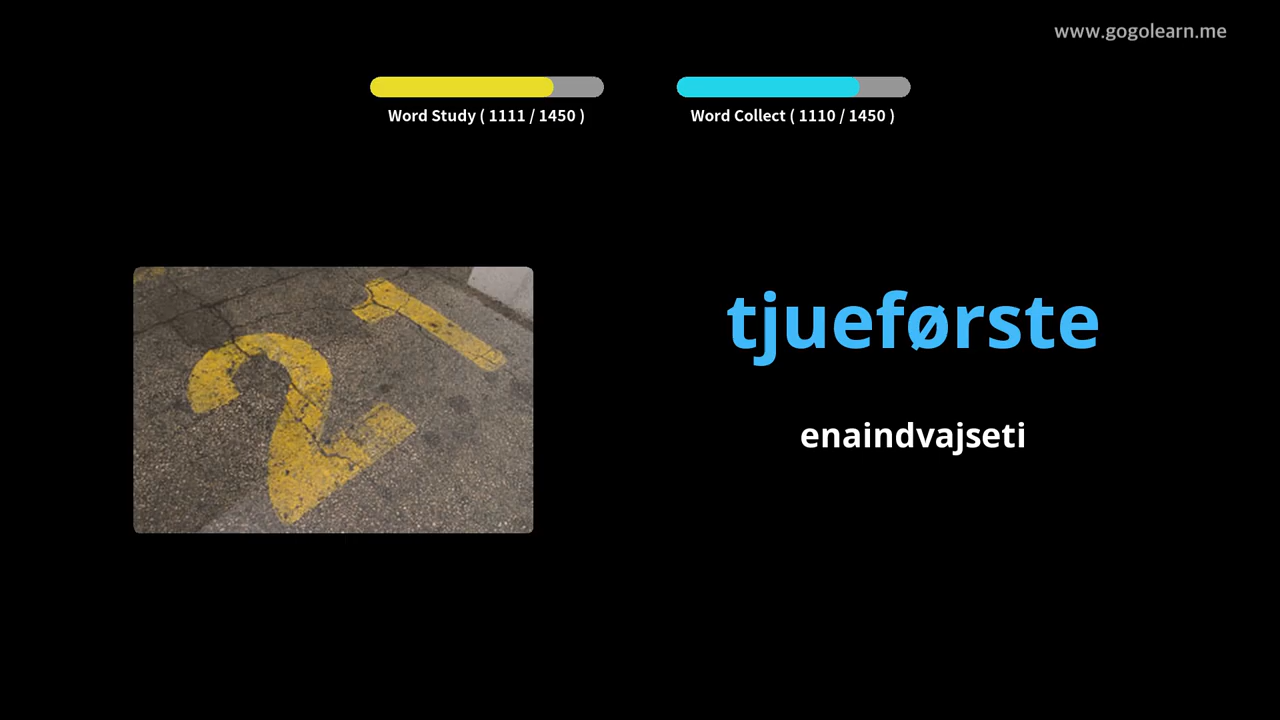 www.gogolearn.me
Word Study ( 1111 / 1450 )
Word Collect ( 1110 / 1450 )
21
tjueførste
enaindvajseti